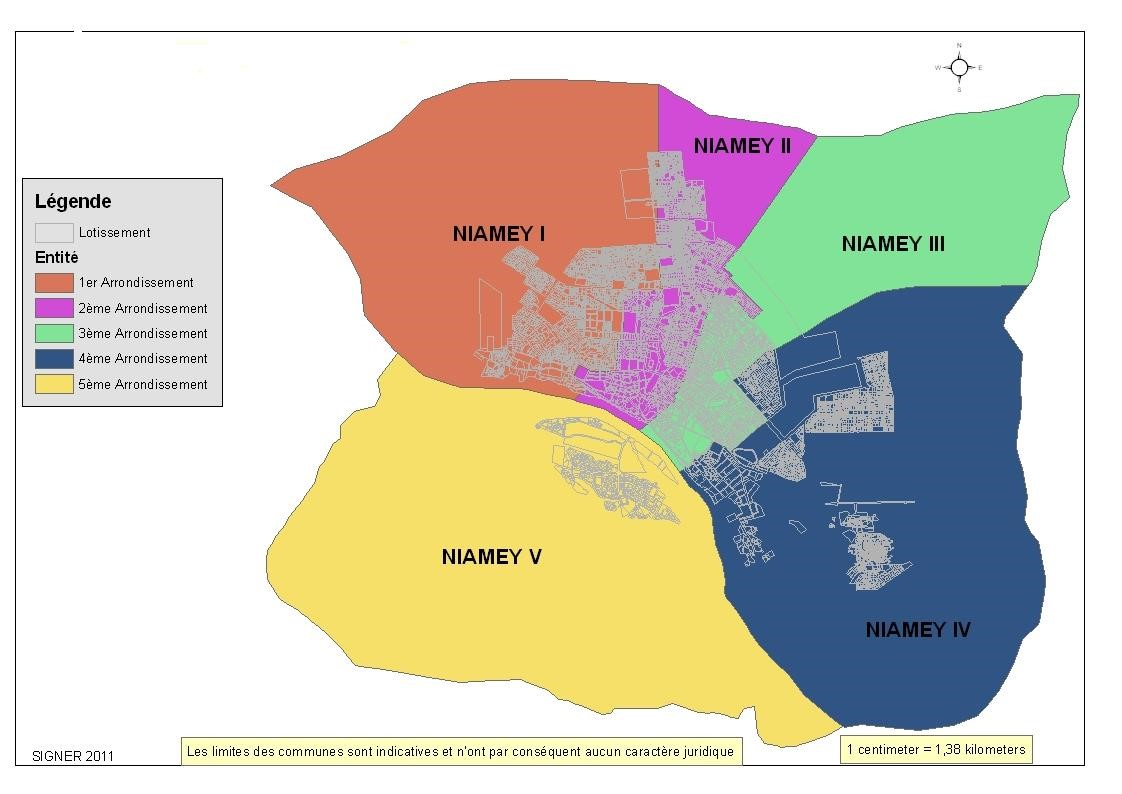 N
W E
S
NIAMEY II
NIAMEY I
NIAMEY III
Légende
Lotissement
Entité
1er Arrondissement
2ème Arrondissement
3ème Arrondissement
4ème Arrondissement
5ème Arrondissement
NIAMEY V
NIAMEY IV
SIGNER 2011
Les limites des communes sont indicatives et n'ont par conséquent aucun caractère juridique
1 centimeter = 1,38 kilometers